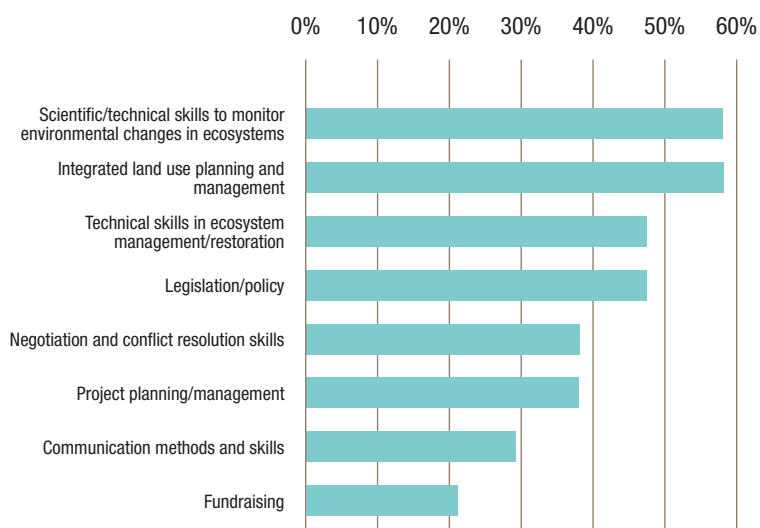 0% 10% 20% 30% 40% 50% 60%
Scientific/technical skills to monitor
environmental changes in ecosystems
Integrated land use planning and
management
Technical skills in ecosystem
management/restoration
Legislation/policy
Negotiation and conflict resolution skills
Project planning/management
Communication methods and skills
Fundraising